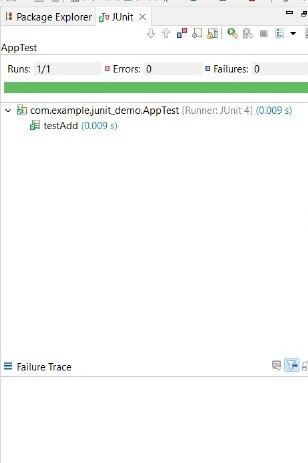 Package Explorer JUnit
AppTest
Runs: 1/1 Errors: 0 Failures: 0
com.example.junit_demo.AppTest [Runner: JUnit 4] (0.009 s)
testAdd (0.009 s)
Failure Trace